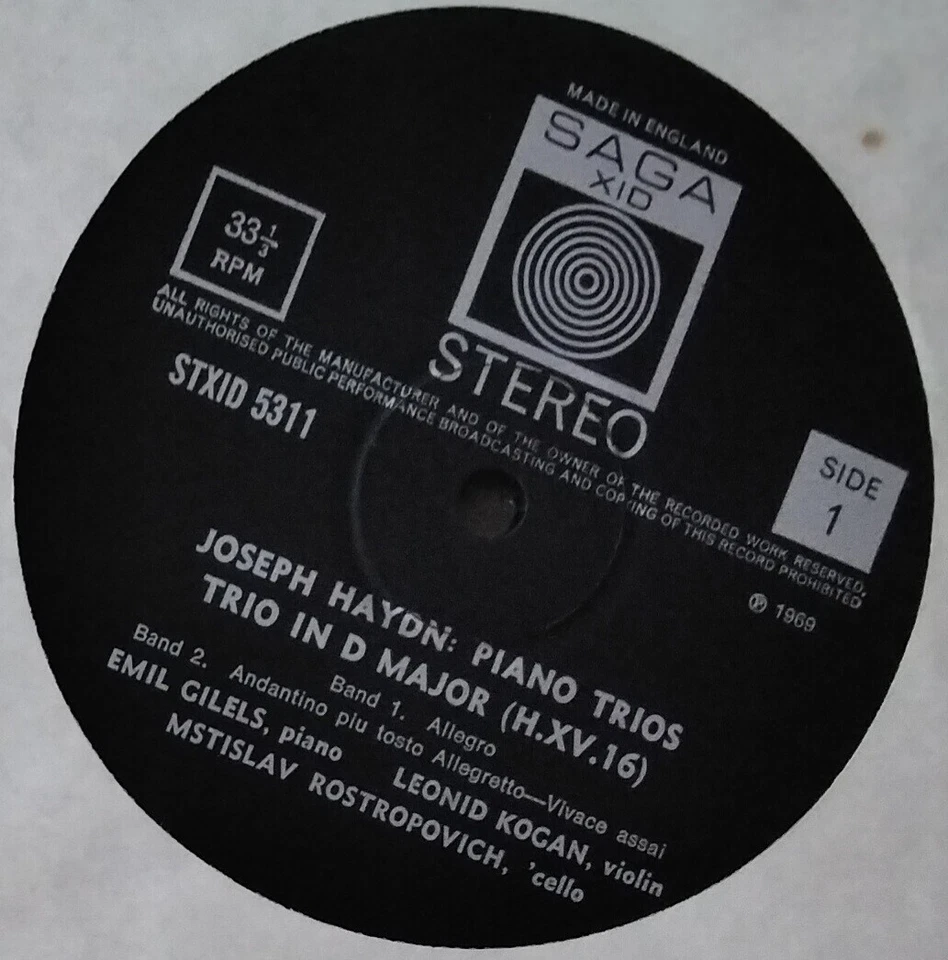 MADE IN ENGLAND
SAGA
XID
STEREO
33 1/3
RPM
ALL RIGHTS OF THE MANUFACTURER AND OF THE OWNER OF THE RECORDED WORK RESERVED,
UNAUTHORISED PUBLIC PERFORMANCE BROADCASTING AND COPYING OF THIS RECORD PROHIBITED
STXID 5311
SIDE
1
℗ 1969
JOSEPH HAYDN: PIANO TRIOS
TRIO IN D MAJOR (H.XV.16)
Band 1. Allegro
Band 2. Andantino piu tosto Allegretto—Vivace assai
EMIL GILELS, piano LEONID KOGAN, violin
MSTISLAV ROSTROPOVICH, 'cello